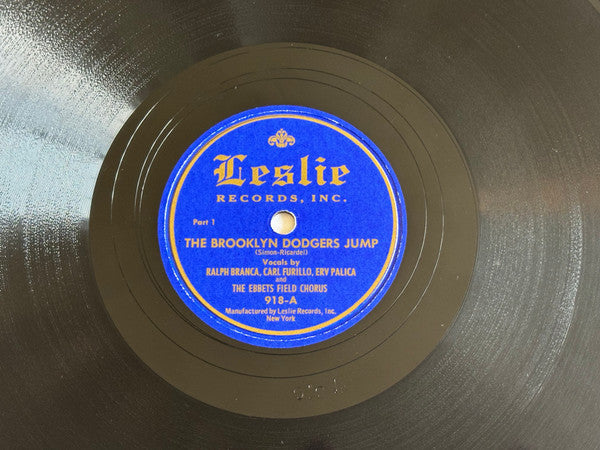 Leslie
RECORDS, INC.
Part 1
THE BROOKLYN DODGERS JUMP
(Simon-Ricardel)
Vocals by
RALPH BRANCA, CARL FURILLO, ERV PALICA
and
THE EBBETS FIELD CHORUS
918-A
Manufactured by Leslie Records, Inc.
New York